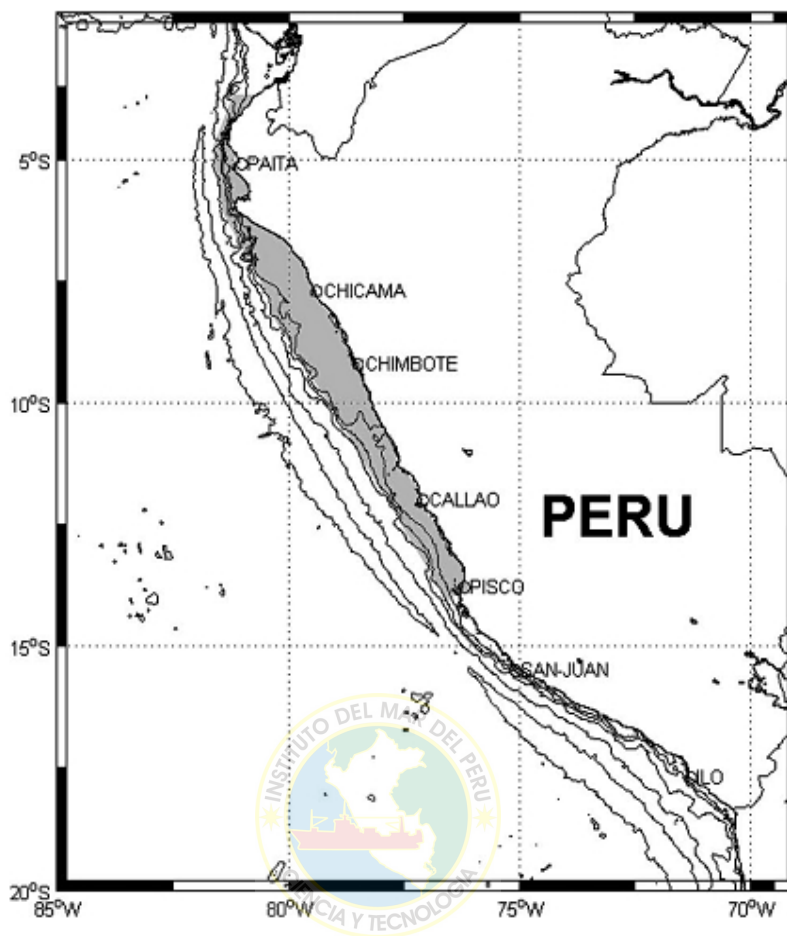 5°S
PAITA
CHICAMA
CHIMBOTE
10°S
CALLAO
PERU
PISCO
15°S
SAN-JUAN
INSTITUTO DEL MAR DEL PERU
ILO
CIENCIA Y TECNOLOGIA
20°S
85°W
80°W
75°W
70°W